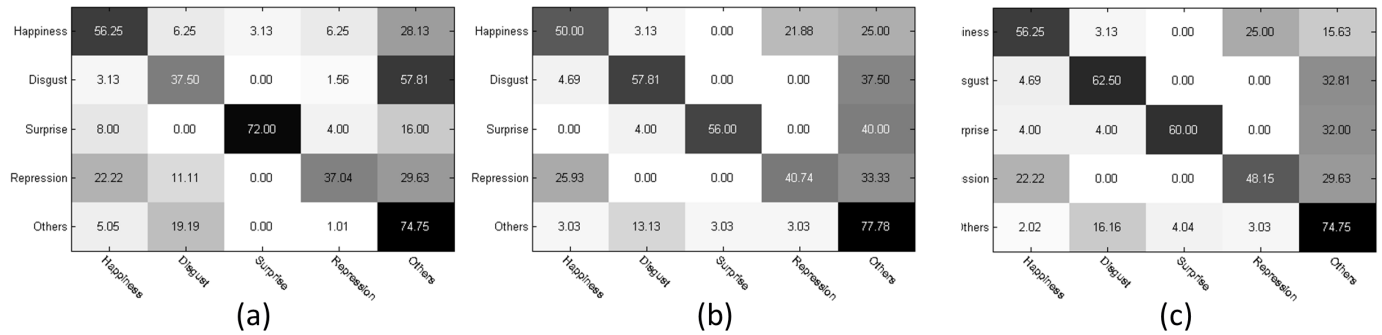 Happiness 56.25 6.25 3.13 6.25 28.13
Disgust 3.13 37.50 0.00 1.56 57.81
Surprise 8.00 0.00 72.00 4.00 16.00
Repression 22.22 11.11 0.00 37.04 29.63
Others 5.05 19.19 0.00 1.01 74.75
Happiness Disgust Surprise Repression Others
(a)
Happiness 50.00 3.13 0.00 21.88 25.00
Disgust 4.69 57.81 0.00 0.00 37.50
Surprise 0.00 4.00 56.00 0.00 40.00
Repression 25.93 0.00 0.00 40.74 33.33
Others 3.03 13.13 3.03 3.03 77.78
Happiness Disgust Surprise Repression Others
(b)
iness 56.25 3.13 0.00 25.00 15.63
sgust 4.69 62.50 0.00 0.00 32.81
rprise 4.00 4.00 60.00 0.00 32.00
ssion 22.22 0.00 0.00 48.15 29.63
thers 2.02 16.16 4.04 3.03 74.75
Happiness Disgust Surprise Repression Others
(c)